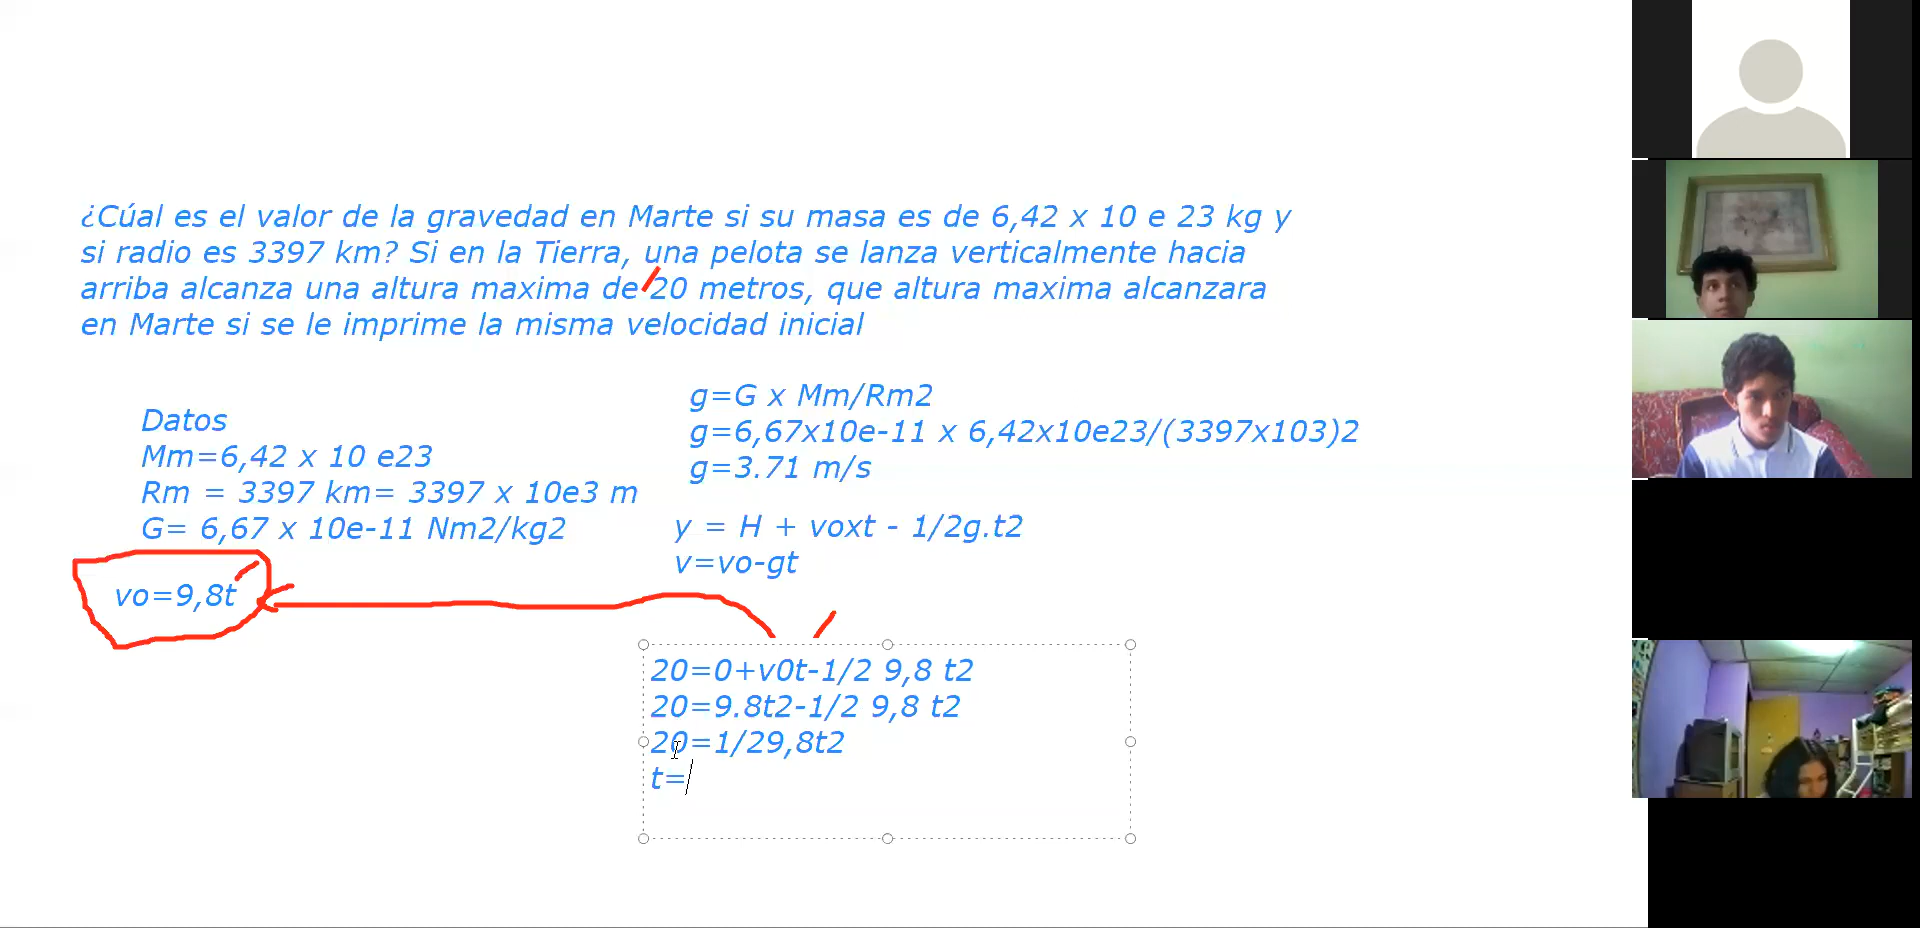 ¿Cúal es el valor de la gravedad en Marte si su masa es de 6,42 x 10 e 23 kg y
si radio es 3397 km? Si en la Tierra, una pelota se lanza verticalmente hacia
arriba alcanza una altura maxima de 20 metros, que altura maxima alcanzara
en Marte si se le imprime la misma velocidad inicial
Datos
Mm=6,42 x 10 e23
Rm = 3397 km= 3397 x 10e3 m
G= 6,67 x 10e-11 Nm2/kg2
vo=9,8t
g=G x Mm/Rm2
g=6,67x10e-11 x 6,42x10e23/(3397x103)2
g=3.71 m/s
y = H + voxt - 1/2g.t2
v=vo-gt
20=0+v0t-1/2 9,8 t2
20=9.8t2-1/2 9,8 t2
20=1/29,8t2
t=